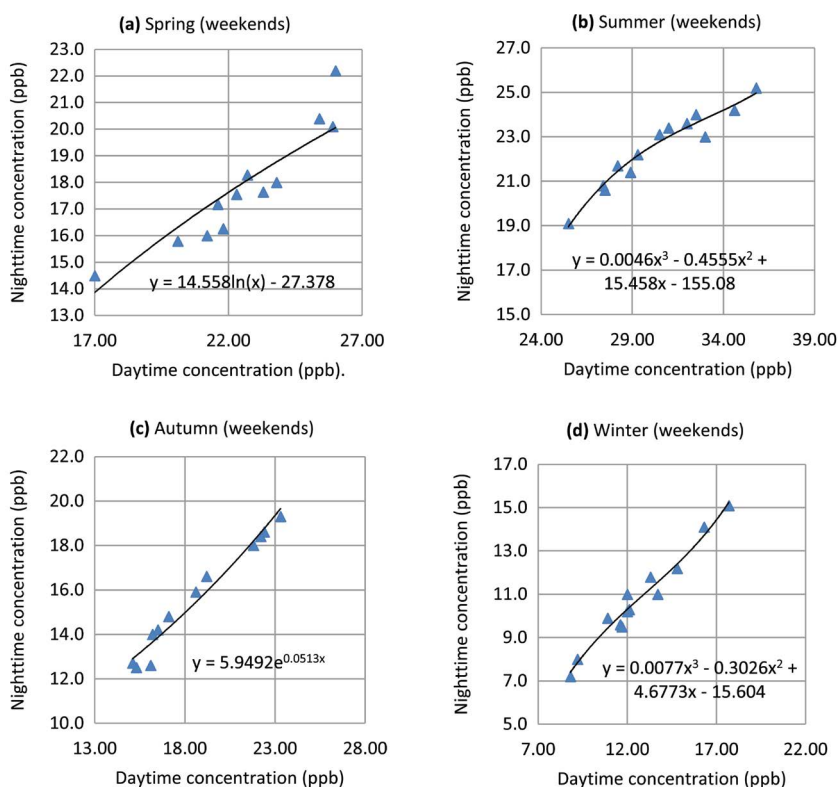 (a) Spring (weekends)
Nighttime concentration (ppb)
23.0
22.0
21.0
20.0
19.0
18.0
17.0
16.0
15.0
14.0
13.0
y = 14.558ln(x) - 27.378
17.00 22.00 27.00
Daytime concentration (ppb).
(b) Summer (weekends)
Nighttime concentration (ppb)
27.0
25.0
23.0
21.0
19.0
17.0
15.0
y = 0.0046x³ - 0.4555x² +
15.458x - 155.08
24.00 29.00 34.00 39.00
Daytime concentration (ppb)
(c) Autumn (weekends)
Nighttime concentration (ppb)
22.0
20.0
18.0
16.0
14.0
12.0
10.0
y = 5.9492e^0.0513x
13.00 18.00 23.00 28.00
Daytime concentration (ppb)
(d) Winter (weekends)
Nighttime concentration (ppb)
17.0
15.0
13.0
11.0
9.0
7.0
5.0
y = 0.0077x³ - 0.3026x² +
4.6773x - 15.604
7.00 12.00 17.00 22.00
Daytime concentration (ppb)